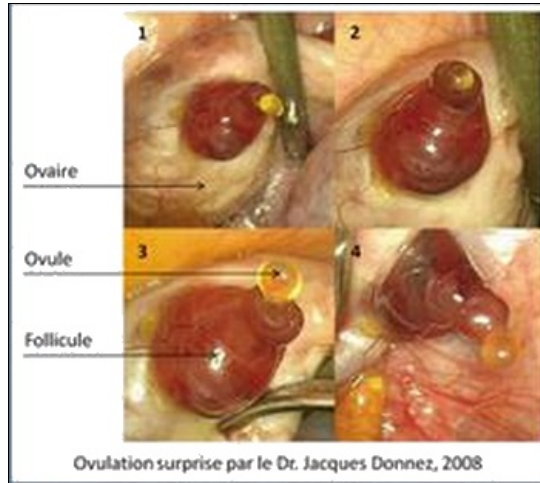 1
2
Ovaire
Ovule
3
4
Follicule
Ovulation surprise par le Dr. Jacques Donnez, 2008